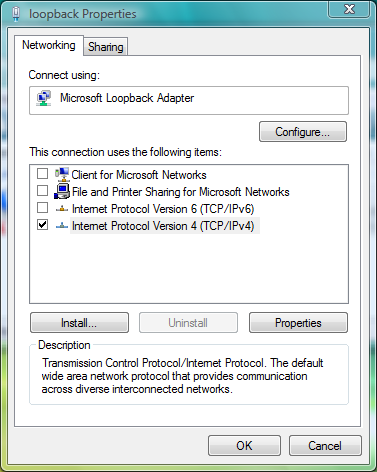 loopback Properties
Networking
Sharing
Connect using:
Microsoft Loopback Adapter
Configure...
This connection uses the following items:
Client for Microsoft Networks
File and Printer Sharing for Microsoft Networks
Internet Protocol Version 6 (TCP/IPv6)
Internet Protocol Version 4 (TCP/IPv4)
Install...
Uninstall
Properties
Description
Transmission Control Protocol/Internet Protocol. The default
wide area network protocol that provides communication
across diverse interconnected networks.
OK
Cancel